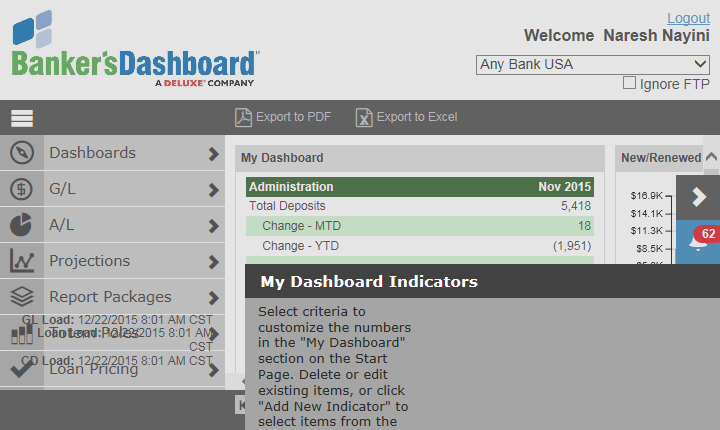 Logout
Banker'sDashboard™
A DELUXE® COMPANY
Welcome Naresh Nayini
Any Bank USA
Ignore FTP
Export to PDF Export to Excel
Dashboards
G/L
A/L
Projections
Report Packages
GL Load: 12/22/2015 8:01 AM CST
Totem Poles
Loan Load: 12/22/2015 8:01 AM
CST
CD Load: 12/22/2015 8:01 AM CST
Loan Pricing
My Dashboard
Administration Nov 2015
Total Deposits 5,418
Change - MTD 18
Change - YTD (1,951)
New/Renewed
$16.9K
$14.1K
$11.3K
$8.5K
62
My Dashboard Indicators
Select criteria to
customize the numbers
in the "My Dashboard"
section on the Start
Page. Delete or edit
existing items, or click
"Add New Indicator" to
select items from the